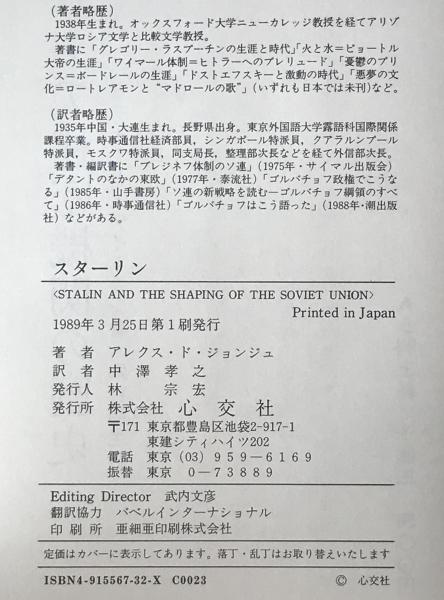 (著者略歴)
1938年生まれ。オックスフォード大学ニューカレッジ教授を経てアリゾ
ナ大学ロシア文学と比較文学教授。
著書に「グレゴリー・ラスプーチンの生涯と時代」「火と水=ピョートル
大帝の生涯」「ワイマール体制=ヒトラーへのプレリュード」「憂鬱のプリ
ンス=ボードレールの生涯」「ドストエフスキーと激動の時代」「悪夢の文
化=ロートレアモンと“マドロールの歌”」(いずれも日本では未刊)など。
(訳者略歴)
1935年中国・大連生まれ。長野県出身。東京外国語大学露語科国際関係
課程卒業。時事通信社経済部員、シンガポール特派員、クアラルンプール
特派員、モスクワ特派員、同支局長、整理部次長などを経て外信部次長。
著書・編訳書に「ブレジネフ体制のソ連」(1975年・サイマル出版会)
「デタントのなかの東欧」(1977年・泰流社)「ゴルバチョフ政権でこうな
る」(1985年・山手書房)「ソ連の新戦略を読む―ゴルバチョフ綱領のすべ
て」(1986年・時事通信社)「ゴルバチョフはこう語った」(1988年・潮出版
社)などがある。
スターリン
〈STALIN AND THE SHAPING OF THE SOVIET UNION〉
Printed in Japan
1989年3月25日第1刷発行
著者 アレクス・ド・ジョンジュ
訳者 中澤孝之
発行人 林宗宏
発行所 株式会社 心交社
〒171 東京都豊島区池袋2-917-1
東建シティハイツ202
電話 東京(03)959-6169
振替 東京 0-73889
Editing Director 武内文彦
翻訳協力 バベルインターナショナル
印刷所 亜細亜印刷株式会社
定価はカバーに表示してあります。落丁・乱丁はお取り替えいたします
ISBN4-915567-32-X C0023 © 心交社